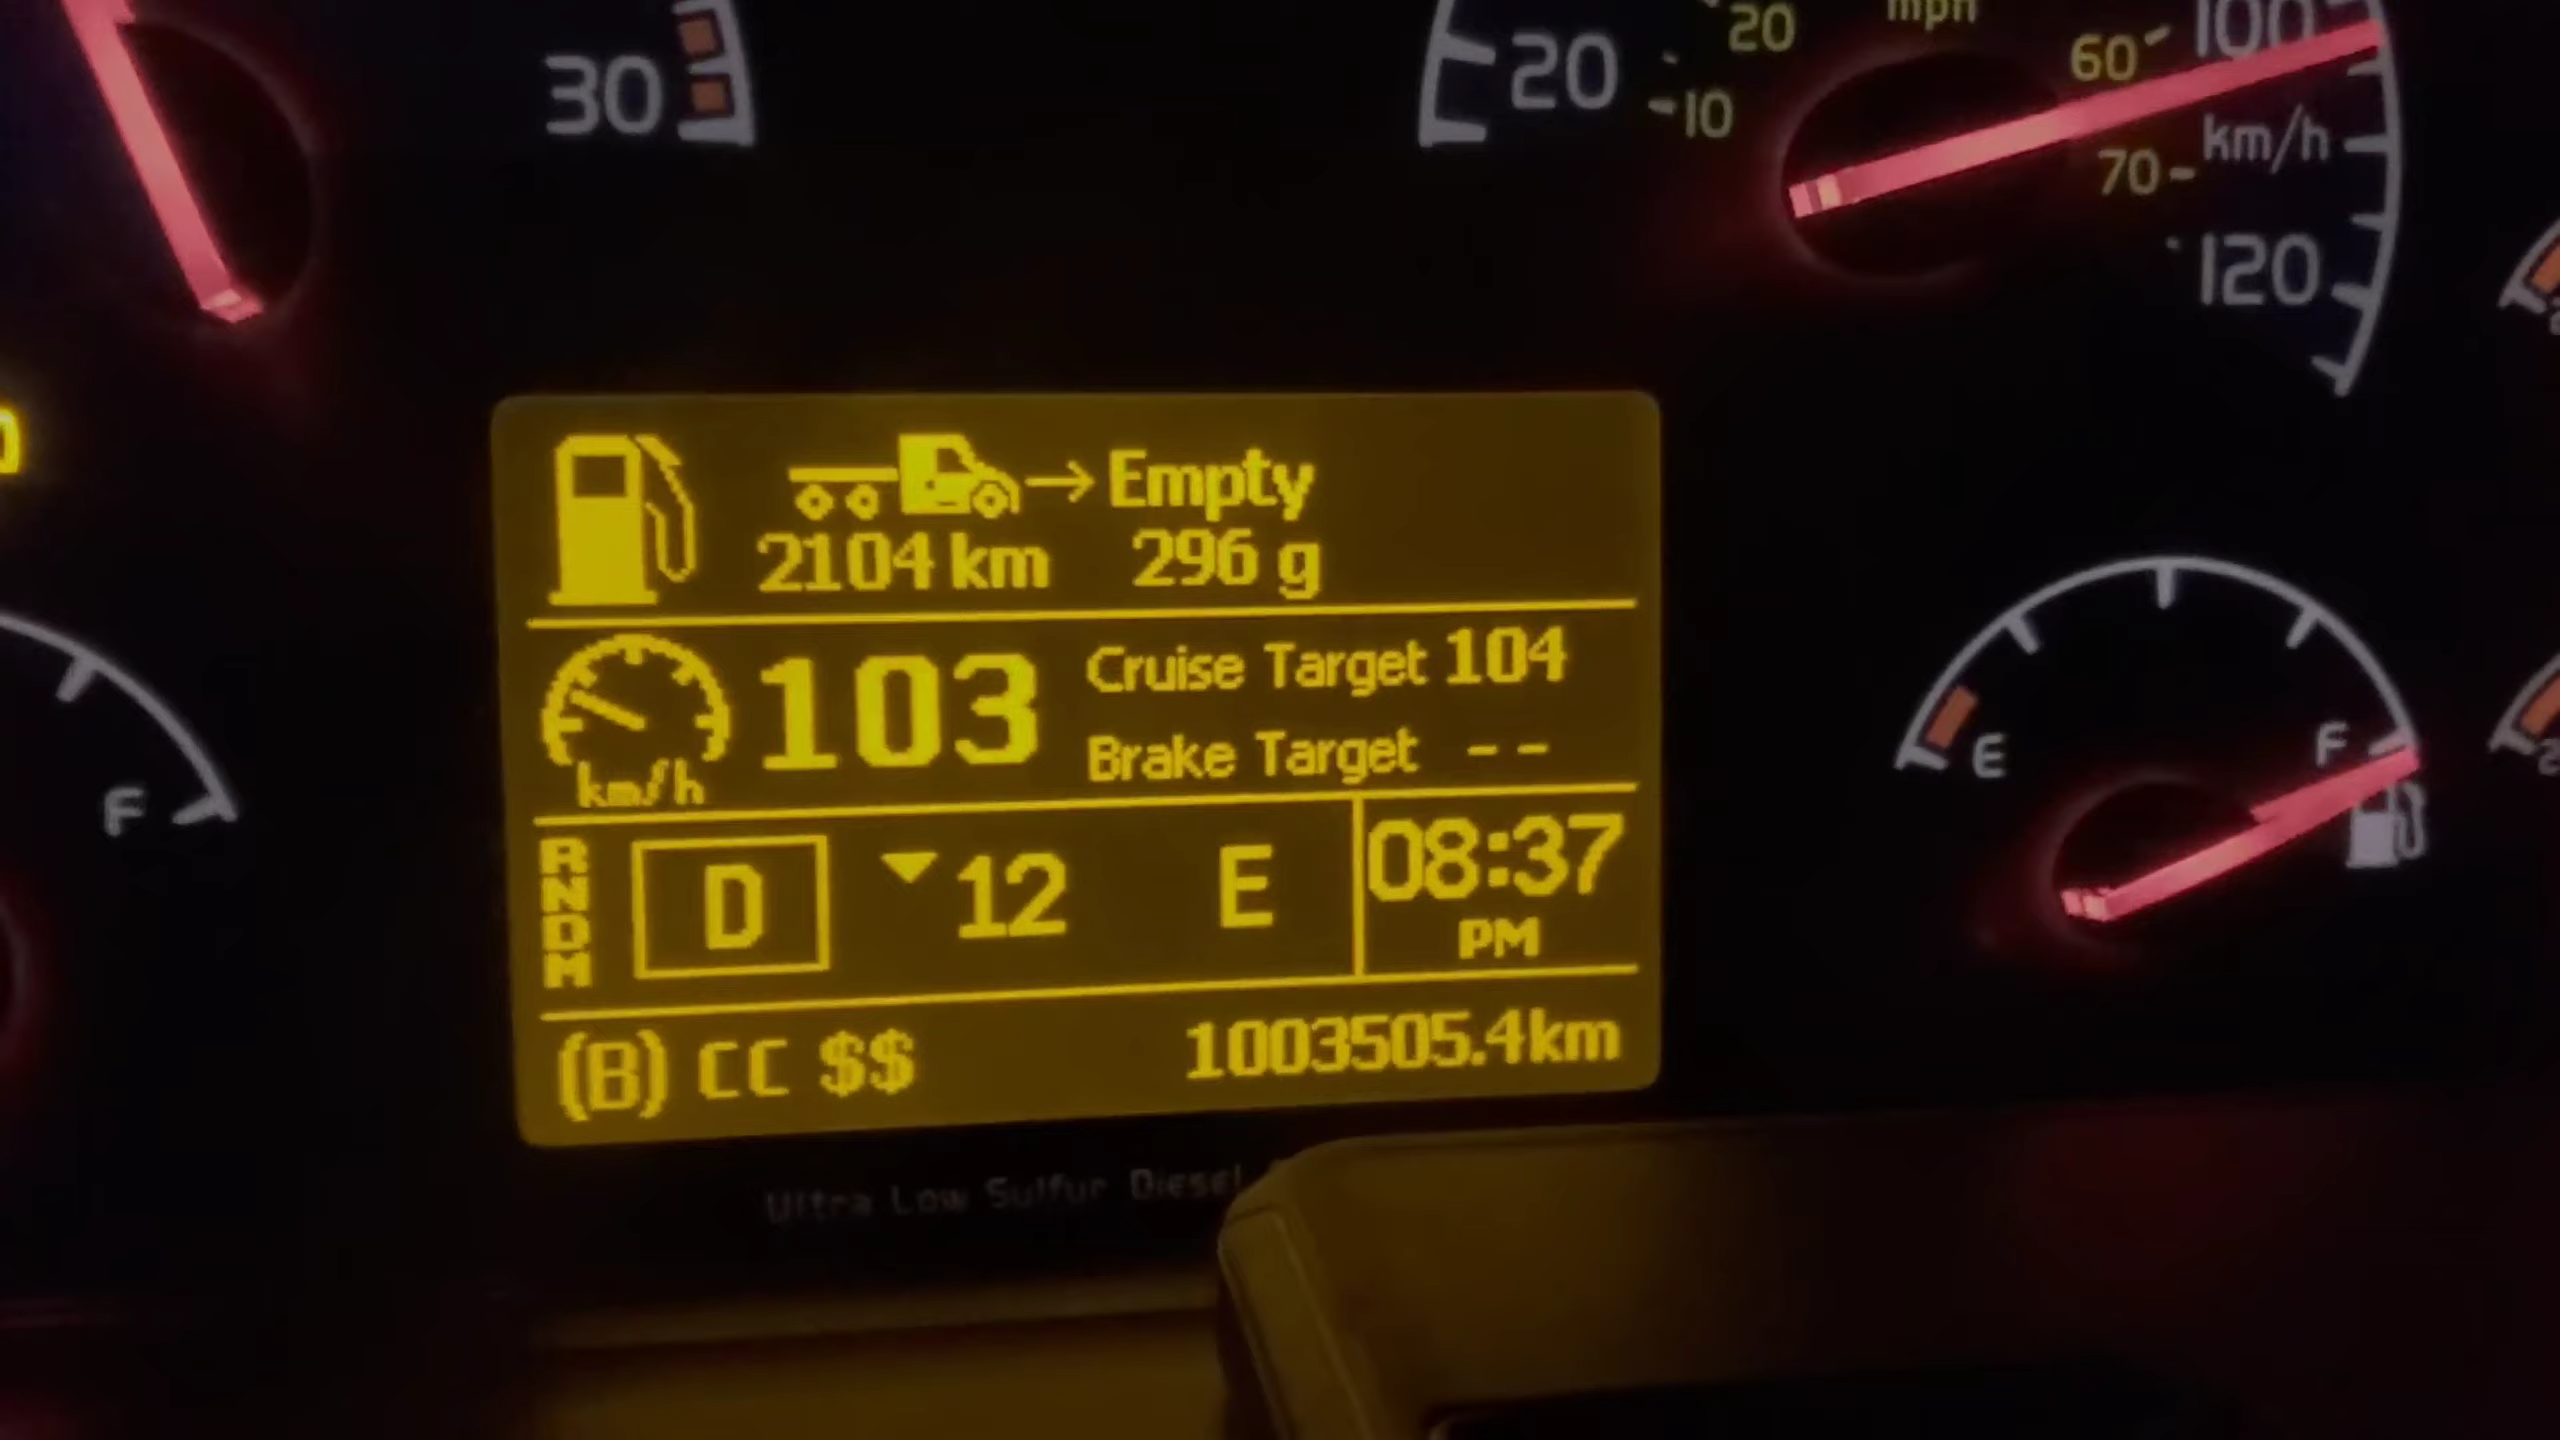 30
20
20
10
mph
60
100
km/h
70
120
Empty
2104 km 296 g
103 Cruise Target 104
km/h Brake Target --
RNDM D 12 E 08:37
PM
(B) CC $$ 1003505.4km
F
E F
Ultra Low Sulfur Diesel